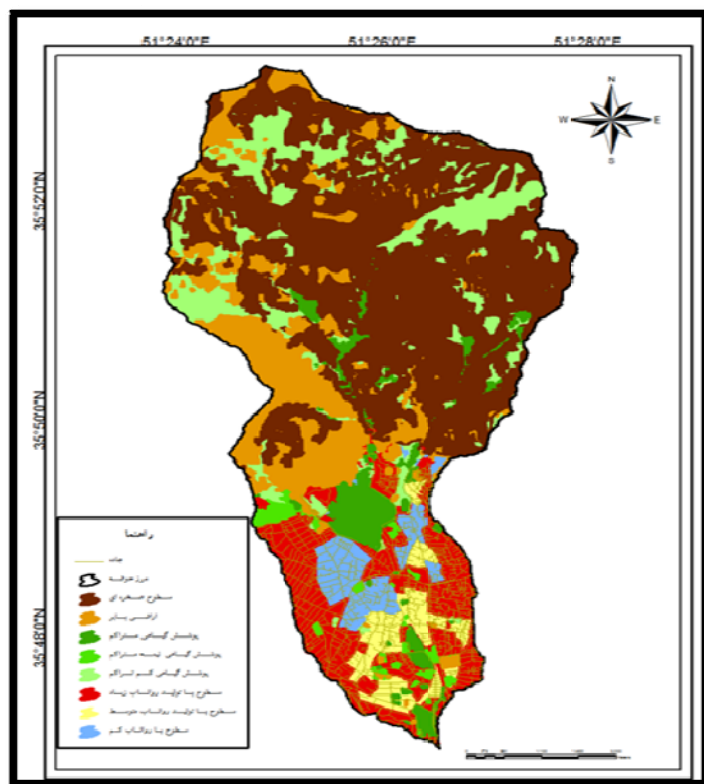 51°24'0"E 51°26'0"E 51°28'0"E
N
W E
S
35°52'0"N
35°50'0"N
35°48'0"N
راهنما
جاده
سطوح صخره ای
اراضی بایر
پوشش گیاهی متراکم
پوشش گیاهی نیمه متراکم
پوشش گیاهی کم تراکم
سطوح با تولید رواناب زیاد
سطوح با تولید رواناب متوسط
سطوح با رواناب کم